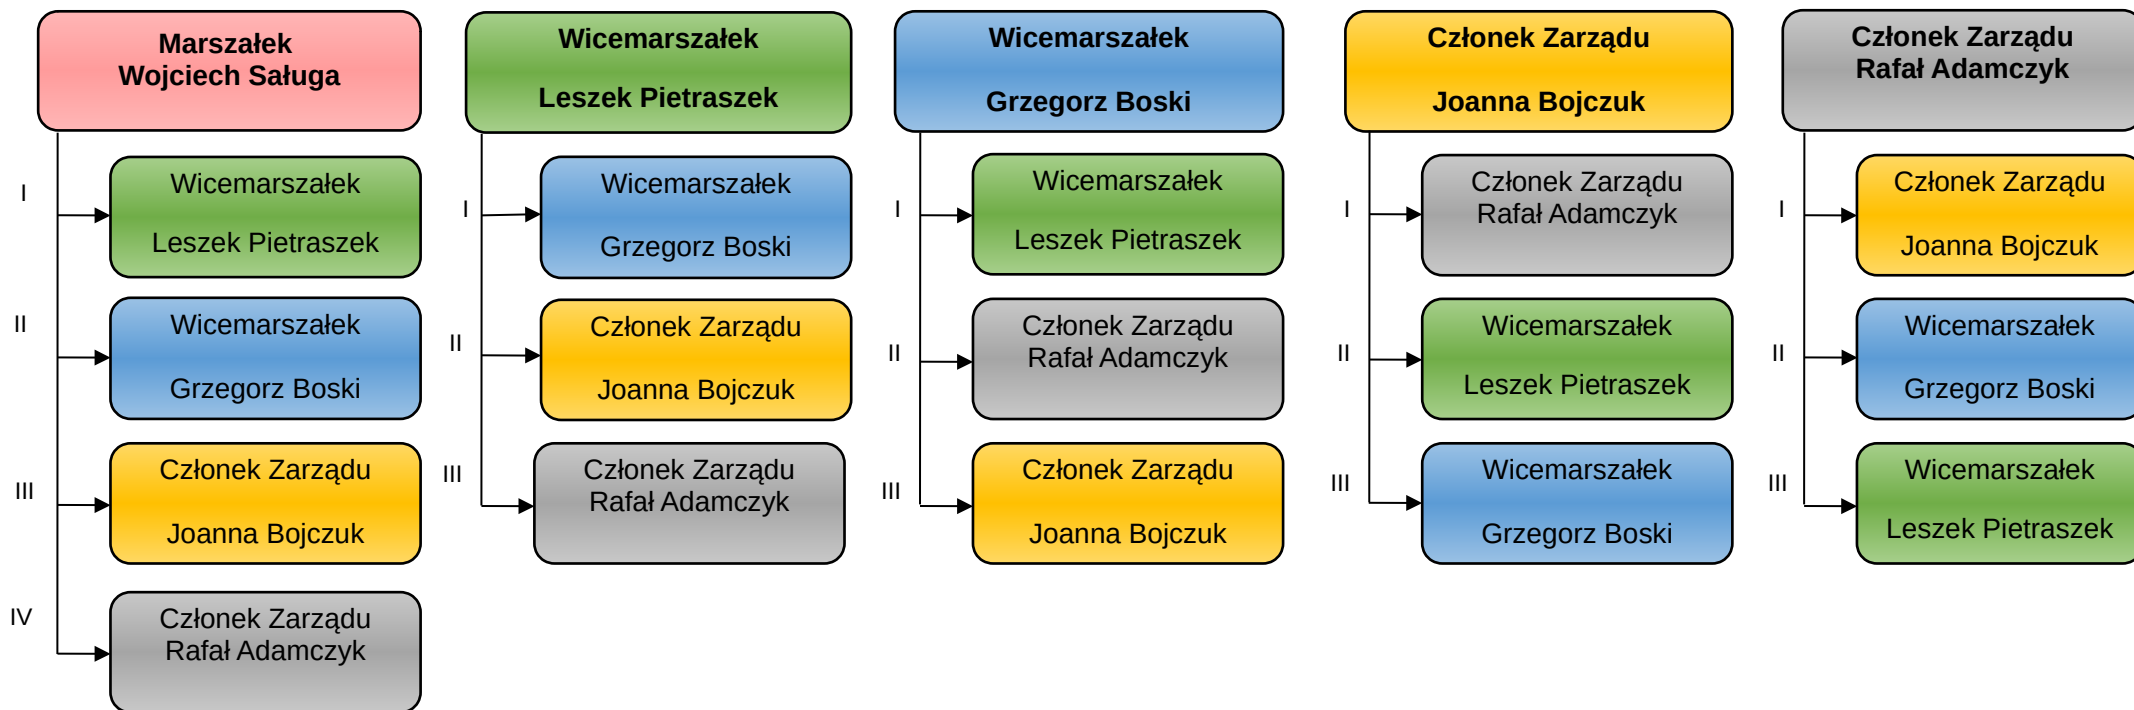 Marszałek
Wojciech Saługa
I
Wicemarszałek
Leszek Pietraszek
II
Wicemarszałek
Grzegorz Boski
III
Członek Zarządu
Joanna Bojczuk
IV
Członek Zarządu
Rafał Adamczyk
Wicemarszałek
Leszek Pietraszek
I
Wicemarszałek
Grzegorz Boski
II
Członek Zarządu
Joanna Bojczuk
III
Członek Zarządu
Rafał Adamczyk
Wicemarszałek
Grzegorz Boski
I
Wicemarszałek
Leszek Pietraszek
II
Członek Zarządu
Rafał Adamczyk
III
Członek Zarządu
Joanna Bojczuk
Członek Zarządu
Joanna Bojczuk
I
Członek Zarządu
Rafał Adamczyk
II
Wicemarszałek
Leszek Pietraszek
III
Wicemarszałek
Grzegorz Boski
Członek Zarządu
Rafał Adamczyk
I
Członek Zarządu
Joanna Bojczuk
II
Wicemarszałek
Grzegorz Boski
III
Wicemarszałek
Leszek Pietraszek